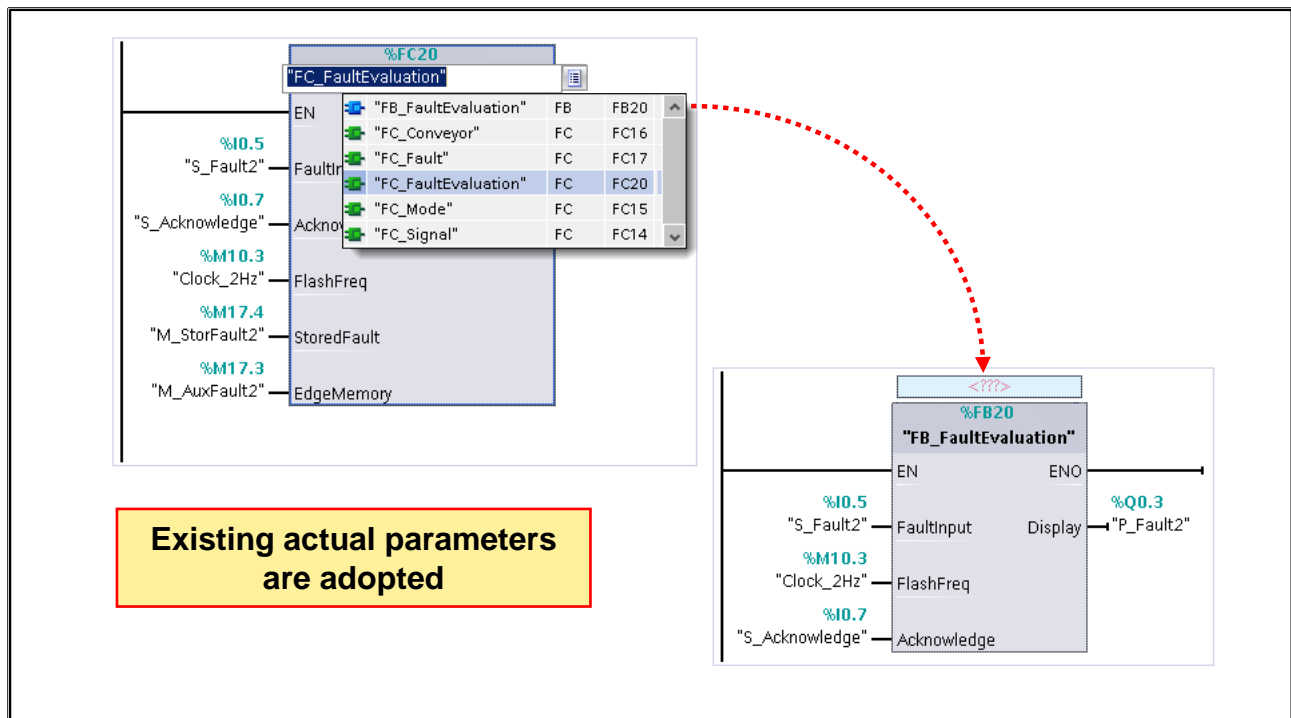 %FC20
"FC_FaultEvaluation"
EN
"FB_FaultEvaluation" FB FB20
"FC_Conveyor" FC FC16
"FC_Fault" FC FC17
"FC_FaultEvaluation" FC FC20
"FC_Mode" FC FC15
"FC_Signal" FC FC14
%I0.5
"S_Fault2"
FaultIn
%I0.7
"S_Acknowledge"
Acknow
%M10.3
"Clock_2Hz"
FlashFreq
%M17.4
"M_StorFault2"
StoredFault
%M17.3
"M_AuxFault2"
EdgeMemory
<???>
%FB20
"FB_FaultEvaluation"
EN ENO
%I0.5
"S_Fault2"
FaultInput
Display
%Q0.3
"P_Fault2"
%M10.3
"Clock_2Hz"
FlashFreq
%I0.7
"S_Acknowledge"
Acknowledge
Existing actual parameters
are adopted